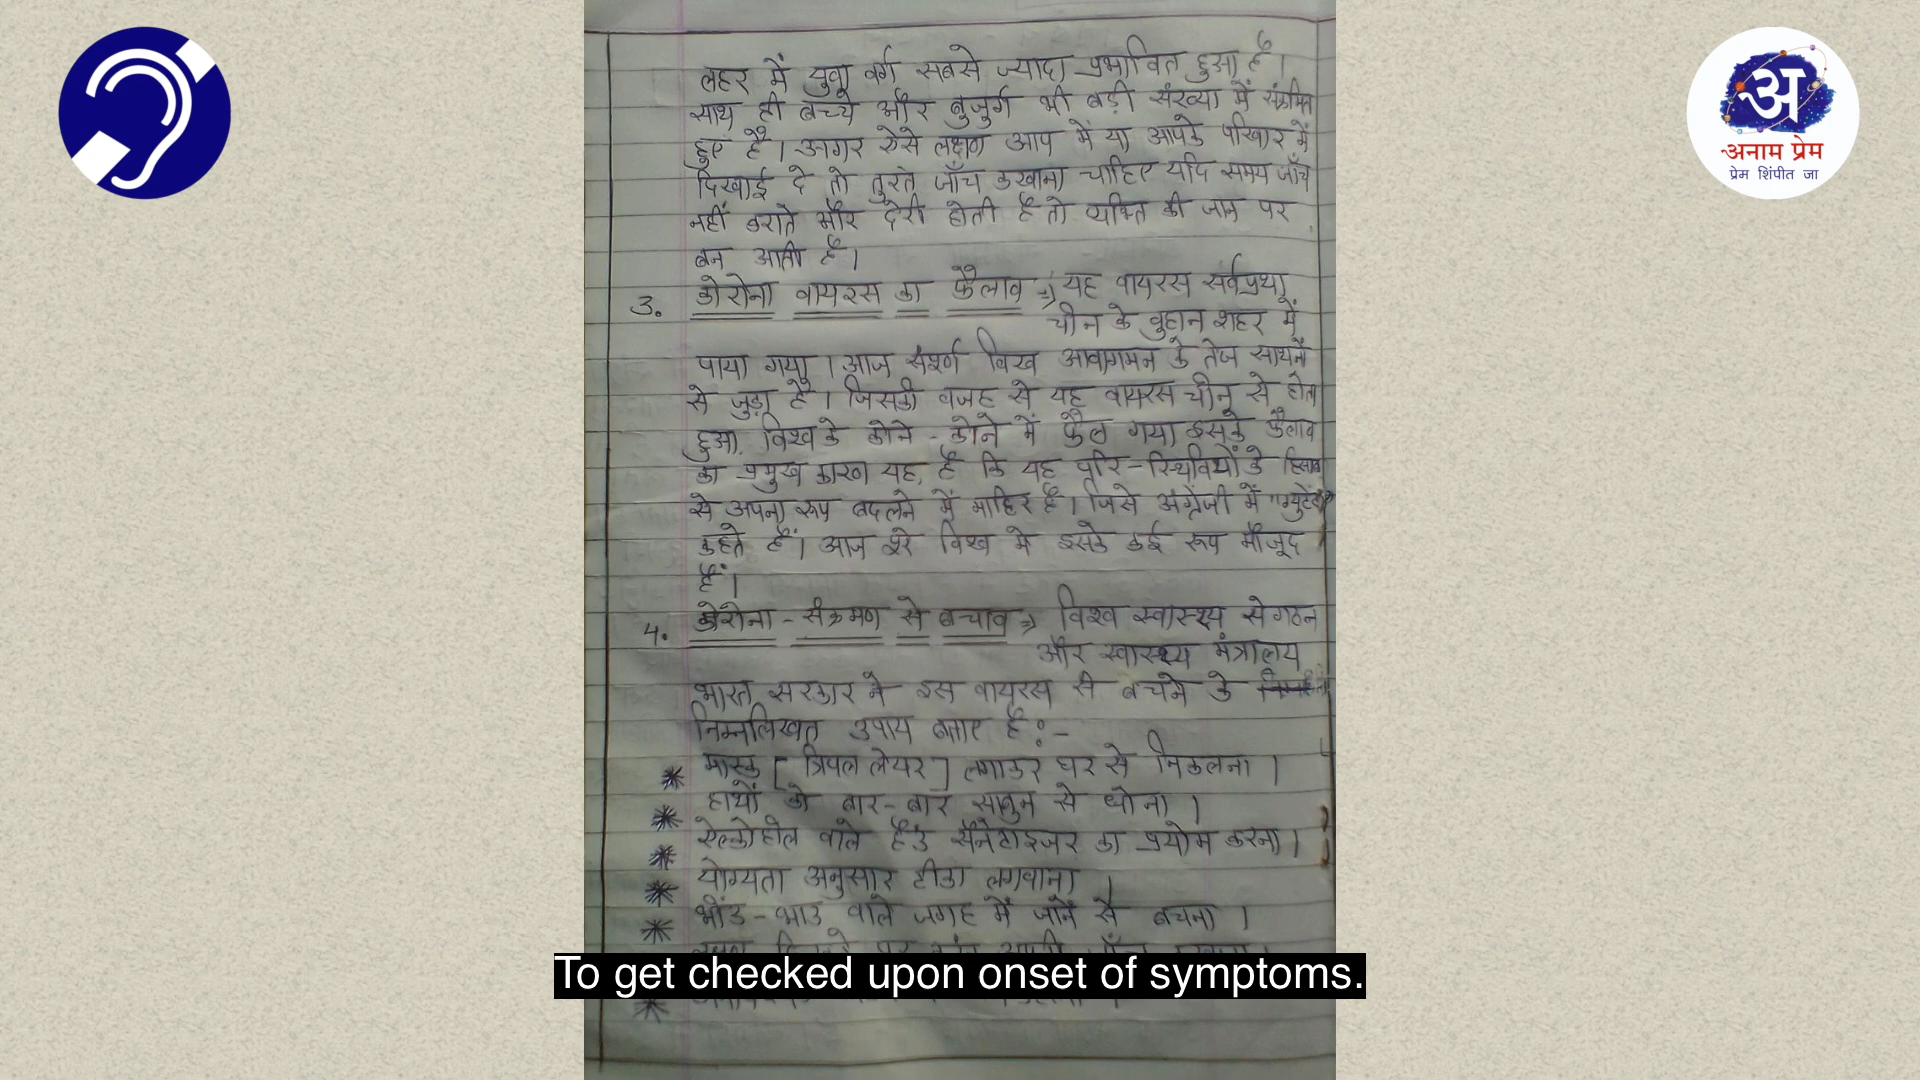 लहर में युवा वर्ग सबसे ज्यादा प्रभावित हुआ है।
साथ ही बच्चे और बुजुर्ग भी बड़ी संख्या में संक्रमित
हुए है। अगर ऐसे लक्षण आप में या आपके परिवार में
दिखाई दे तो तुरंत जाँच करवाना चाहिए यदि समय जाँच
नहीं कराते और देरी होती है तो व्यक्ति की जान पर
बन आती है।
3. कोरोना वायरस का फैलाव ⇒ यह वायरस सर्वप्रथा
चीन के वुहान शहर में
पाया गया। आज संपूर्ण विश्व आवागमन के तेज साधनों
से जुड़ा है। जिसकी वजह से यह वायरस चीन से होता
हुआ विश्व के कोने - कोने में फैल गया इसके फैलाव
का प्रमुख कारण यह है कि यह परि-स्थितियों के हिसाब
से अपना रूप बदलने में माहिर है। जिसे अंग्रेजी में
कहते हैं। आज पूरे विश्व मे इसके कई रूप मौजूद
हैं।
4. कोरोना - संक्रमण से बचाव ⇒ विश्व स्वास्थ्य संगठन
और स्वास्थ्य मंत्रालय
भारत सरकार ने इस वायरस से बचने के
निम्नलिखत उपाय बताए है:-
* मास्क [ त्रिपल लेयर ] लगाकर घर से निकलना।
* हाथों को बार-बार साबुन से धोना।
* ऐल्कोहोल वाले हैंड सैनेटाइजर का प्रयोग करना।
* योग्यता अनुसार टीका लगवाना।
* भीड-भाड वाले जगह में जाने से बचना।
To get checked upon onset of symptoms.
अ
अनाम प्रेम
प्रेम शिंपीत जा